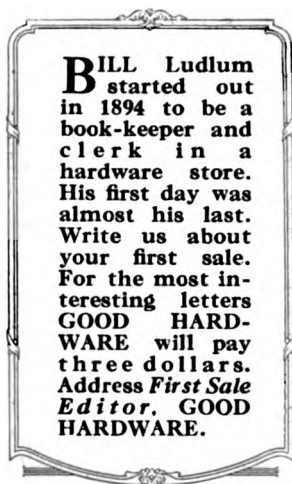 BILL Ludlum
started out
in 1894 to be a
book-keeper and
clerk in a
hardware store.
His first day was
almost his last.
Write us about
your first sale.
For the most in-
teresting letters
GOOD HARD-
WARE will pay
three dollars.
Address First Sale
Editor, GOOD
HARDWARE.